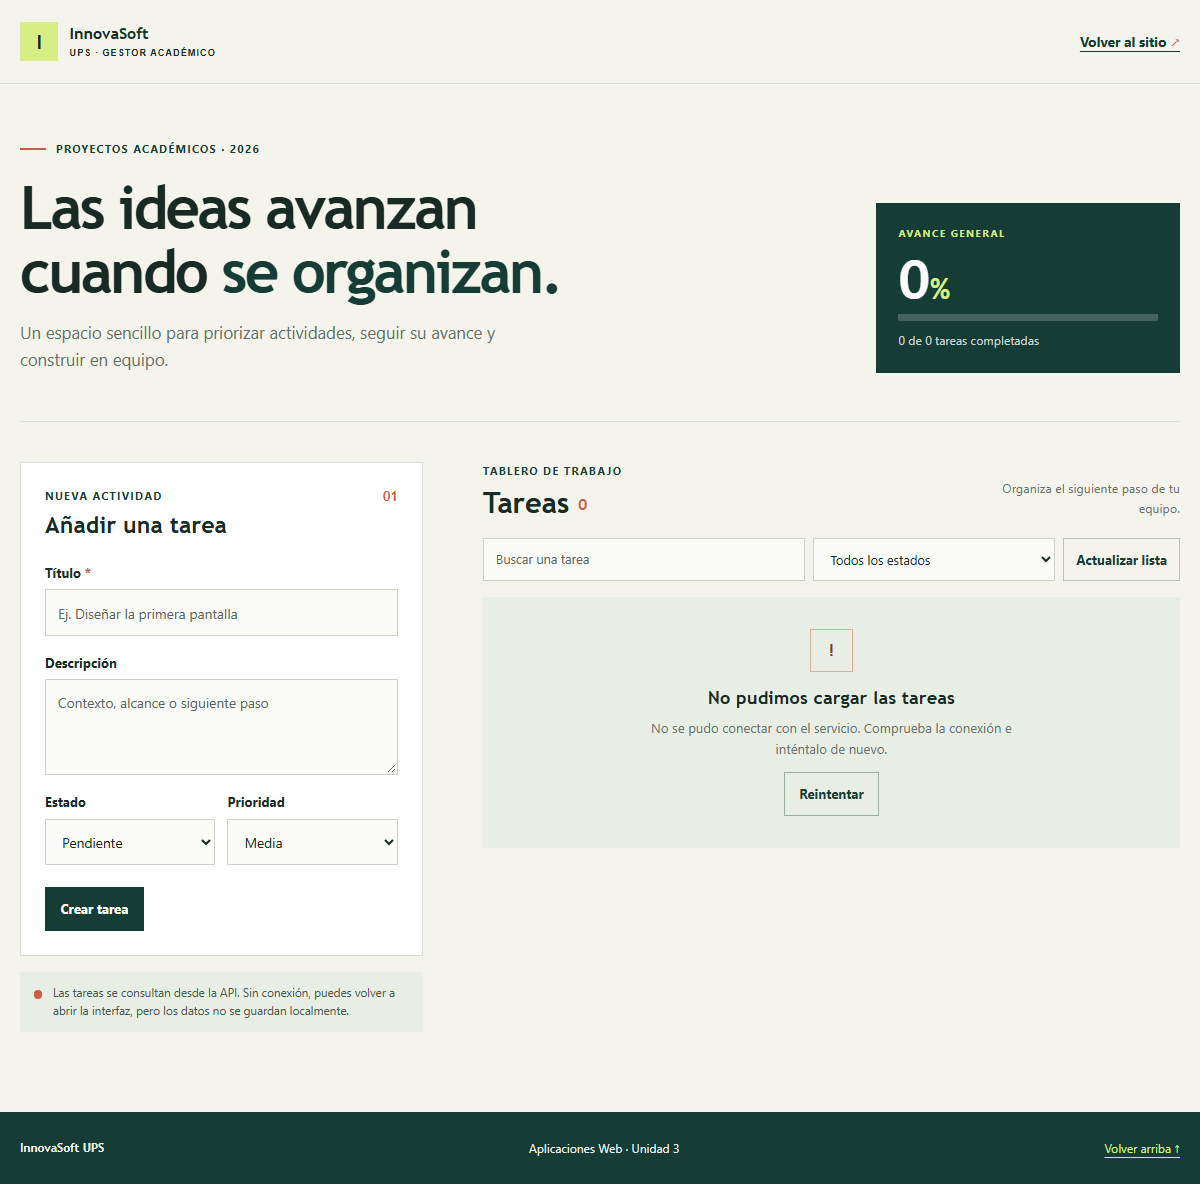 I
InnovaSoft
UPS · GESTOR ACADÉMICO
Volver al sitio ↗
PROYECTOS ACADÉMICOS · 2026
Las ideas avanzan
cuando se organizan.
Un espacio sencillo para priorizar actividades, seguir su avance y
construir en equipo.
AVANCE GENERAL
0%
0 de 0 tareas completadas
NUEVA ACTIVIDAD
01
Añadir una tarea
Título *
Ej. Diseñar la primera pantalla
Descripción
Contexto, alcance o siguiente paso
Estado
Prioridad
Pendiente
Media
Crear tarea
Las tareas se consultan desde la API. Sin conexión, puedes volver a
abrir la interfaz, pero los datos no se guardan localmente.
TABLERO DE TRABAJO
Tareas 0
Organiza el siguiente paso de tu
equipo.
Buscar una tarea
Todos los estados
Actualizar lista
!
No pudimos cargar las tareas
No se pudo conectar con el servicio. Comprueba la conexión e
inténtalo de nuevo.
Reintentar
InnovaSoft UPS
Aplicaciones Web · Unidad 3
Volver arriba ↑